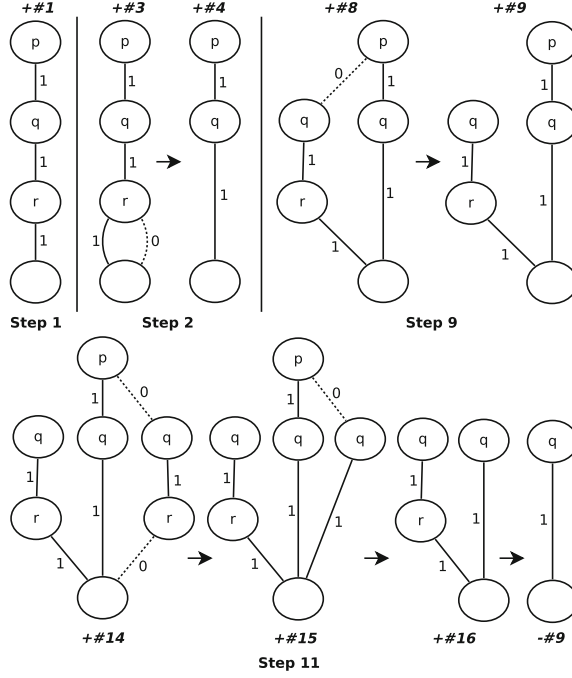 +#1 +#3 +#4 +#8 +#9
p p p p p
1 1 1 0 1 1
q q q q q q q
1 1 1 1 1 1 1
r r r r
1 1 0 1 1
Step 1 Step 2 Step 9
p p
1 0 1 0
q q q q q q q q q
1 1 1 1 1 1 1 1 1
r r r r
1 0 1 1
+#14 +#15 +#16 -#9
Step 11